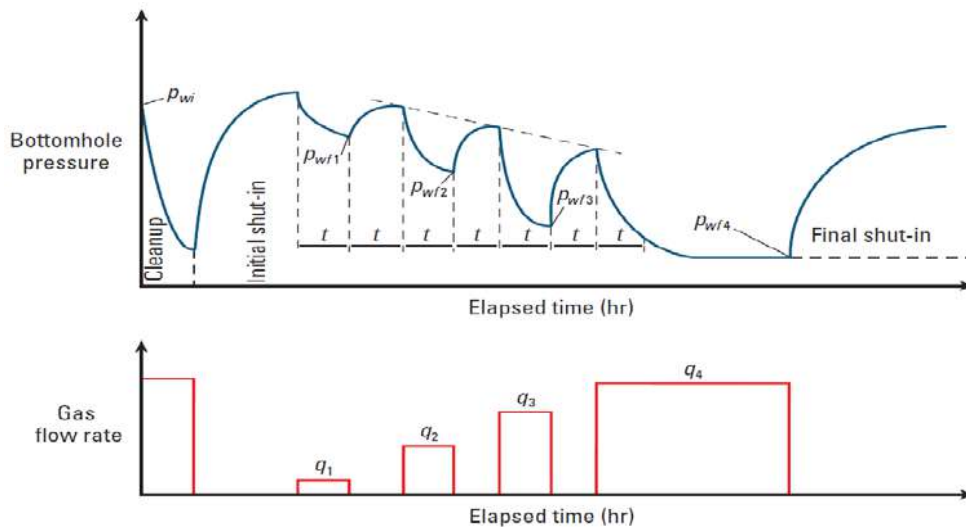 p_wi
Bottomhole
pressure
Cleanup
Initial shut-in
p_wf1
p_wf2
p_wf3
p_wf4
t t t t t t t
Final shut-in
Elapsed time (hr)
Gas
flow rate
q_1
q_2
q_3
q_4
Elapsed time (hr)